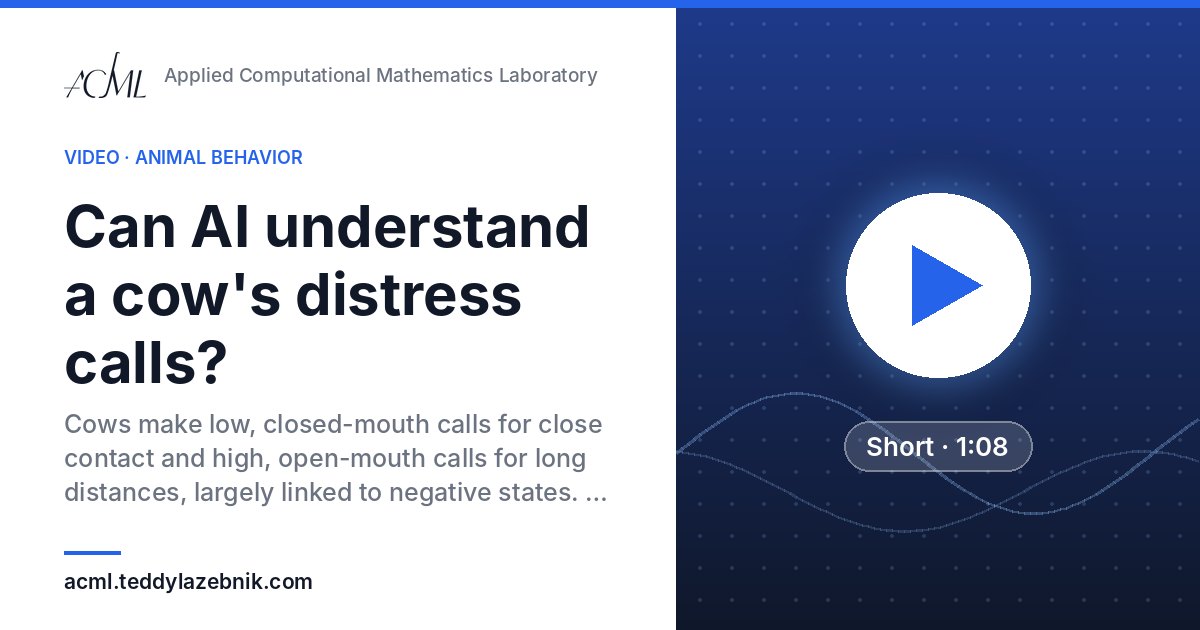 ACML
Applied Computational Mathematics Laboratory
VIDEO · ANIMAL BEHAVIOR
Can AI understand
a cow's distress
calls?
Cows make low, closed-mouth calls for close
contact and high, open-mouth calls for long
distances, largely linked to negative states. ...
acml.teddylazebnik.com
Short · 1:08